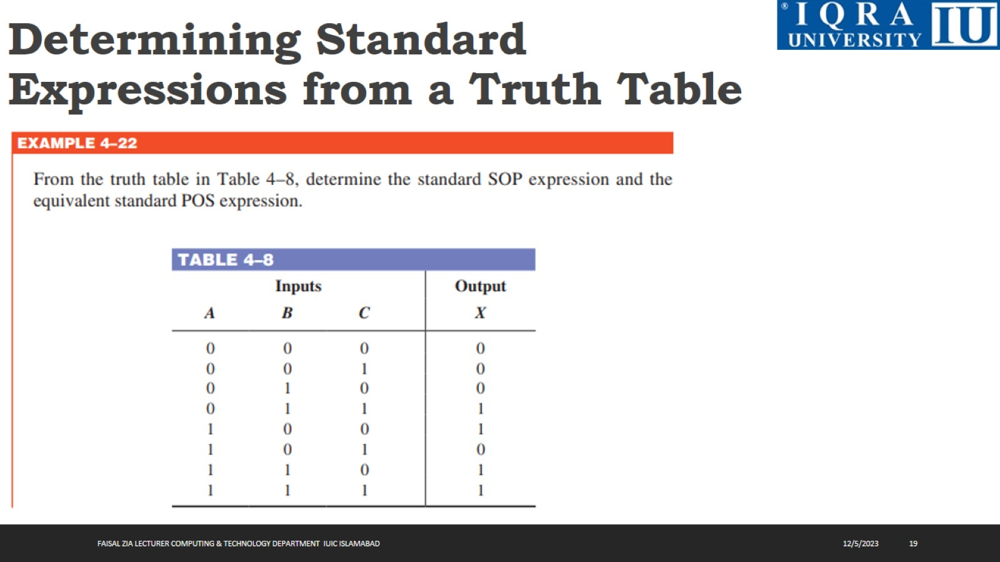 ® IQRA
UNIVERSITY IU
Determining Standard
Expressions from a Truth Table
EXAMPLE 4–22
From the truth table in Table 4–8, determine the standard SOP expression and the
equivalent standard POS expression.
TABLE 4–8
Inputs Output
A B C X
0 0 0 0
0 0 1 0
0 1 0 0
0 1 1 1
1 0 0 1
1 0 1 0
1 1 0 1
1 1 1 1
FAISAL ZIA LECTURER COMPUTING & TECHNOLOGY DEPARTMENT IUIC ISLAMABAD 12/5/2023 19